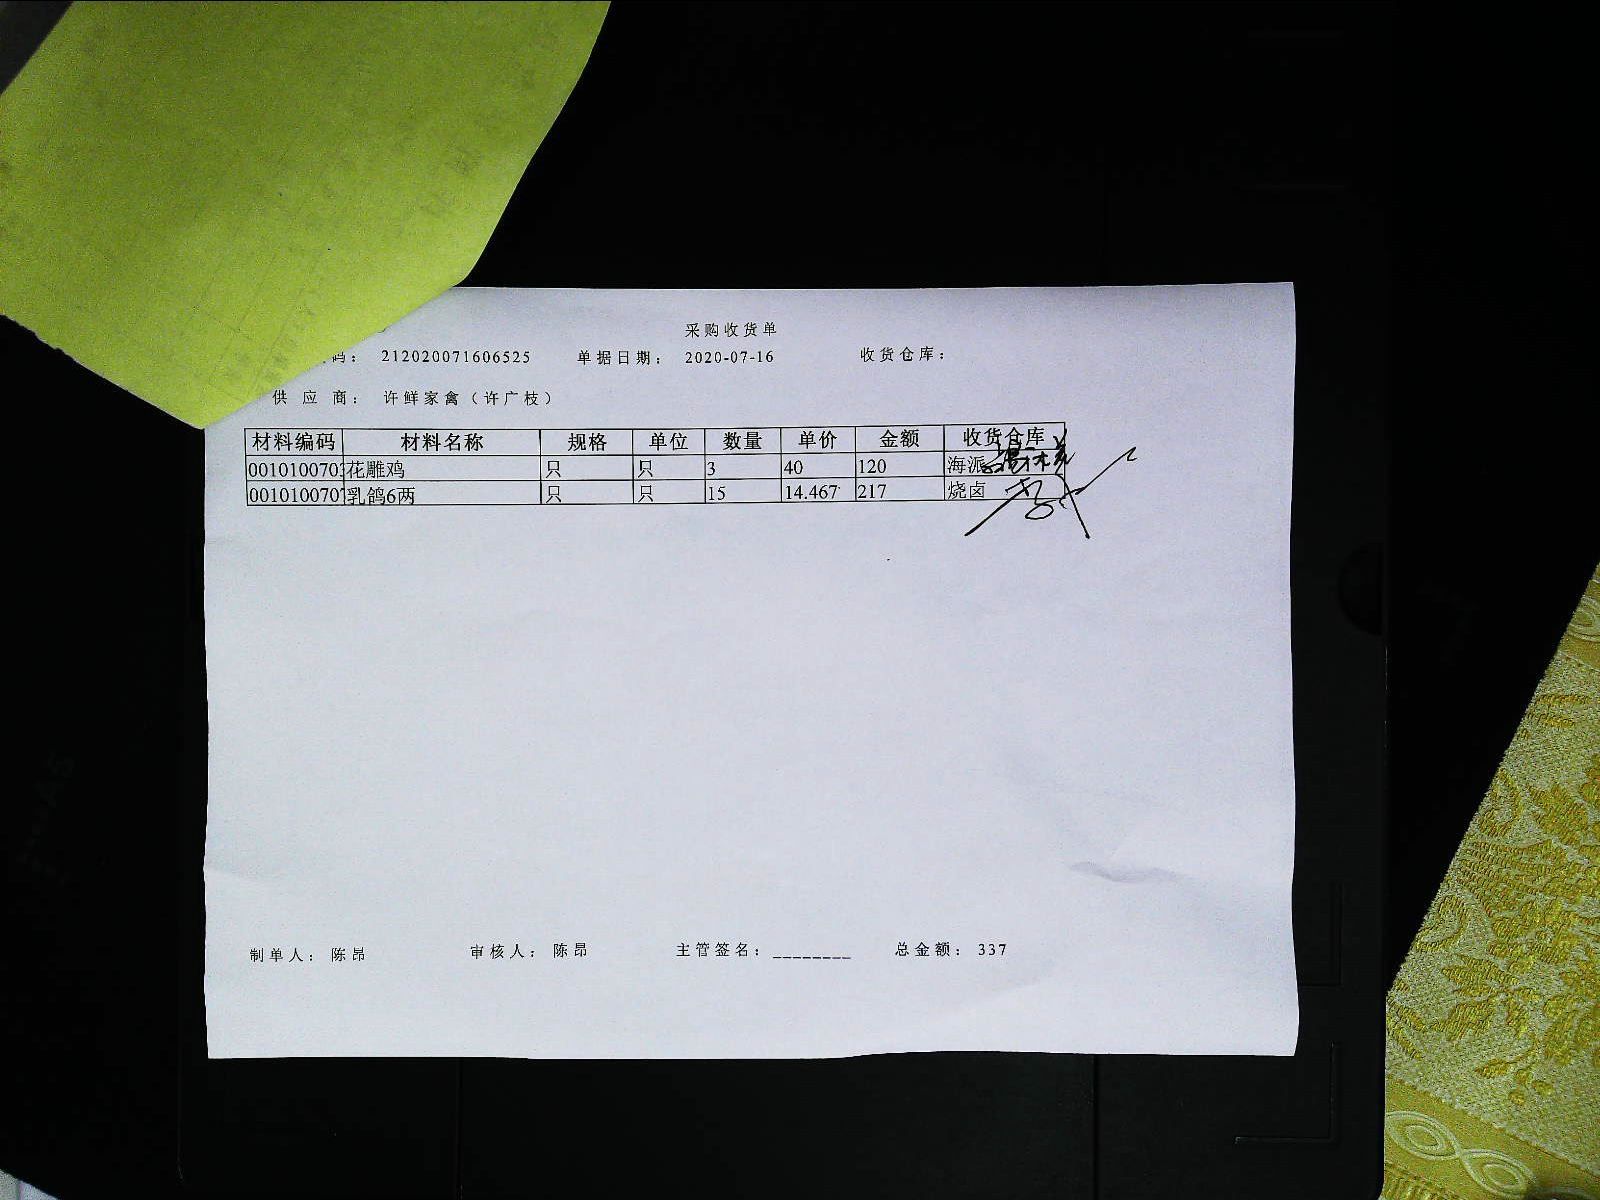 采购收货单
码： 212020071606525 单据日期： 2020-07-16 收货仓库：
供应商： 许鲜家禽（许广枝）
材料编码 材料名称 规格 单位 数量 单价 金额 收货仓库
0010100703 花雕鸡 只 只 3 40 120 海派
0010100707 乳鸽6两 只 只 15 14.467 217 烧卤
制单人： 陈昂 审核人： 陈昂 主管签名：________ 总金额： 337